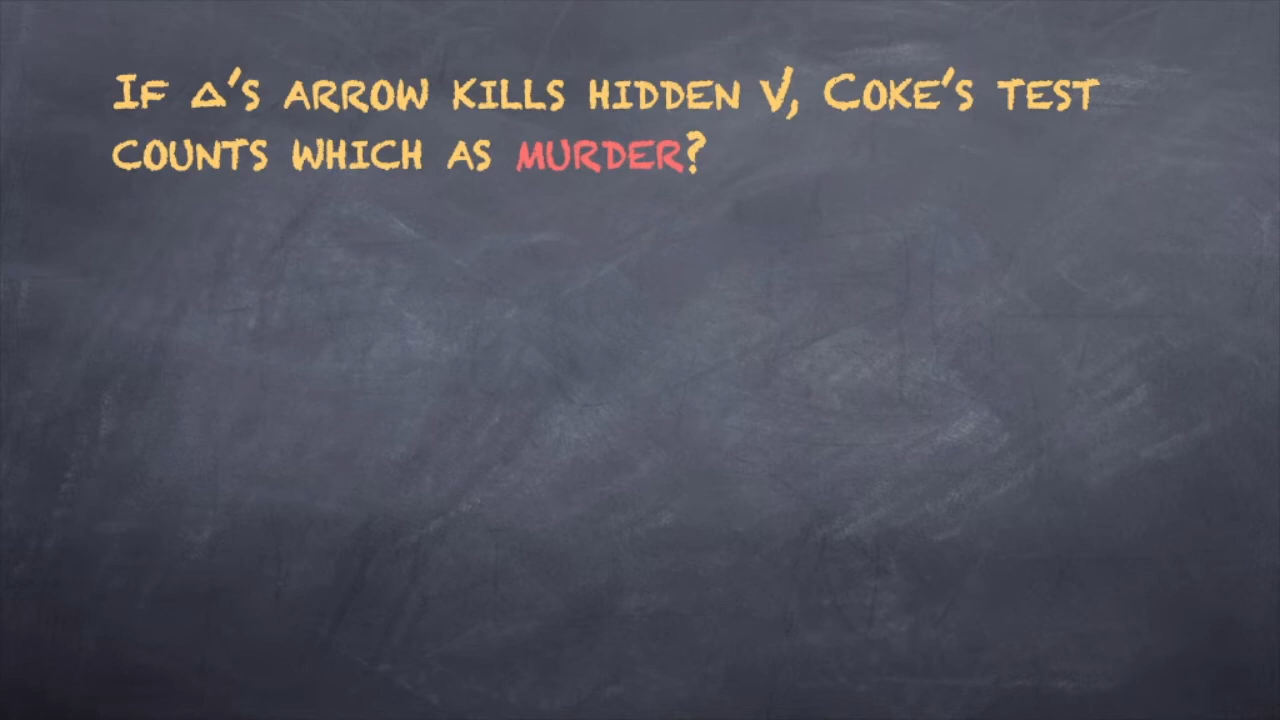 If Δ's arrow kills hidden V, Coke's test
counts which as murder?